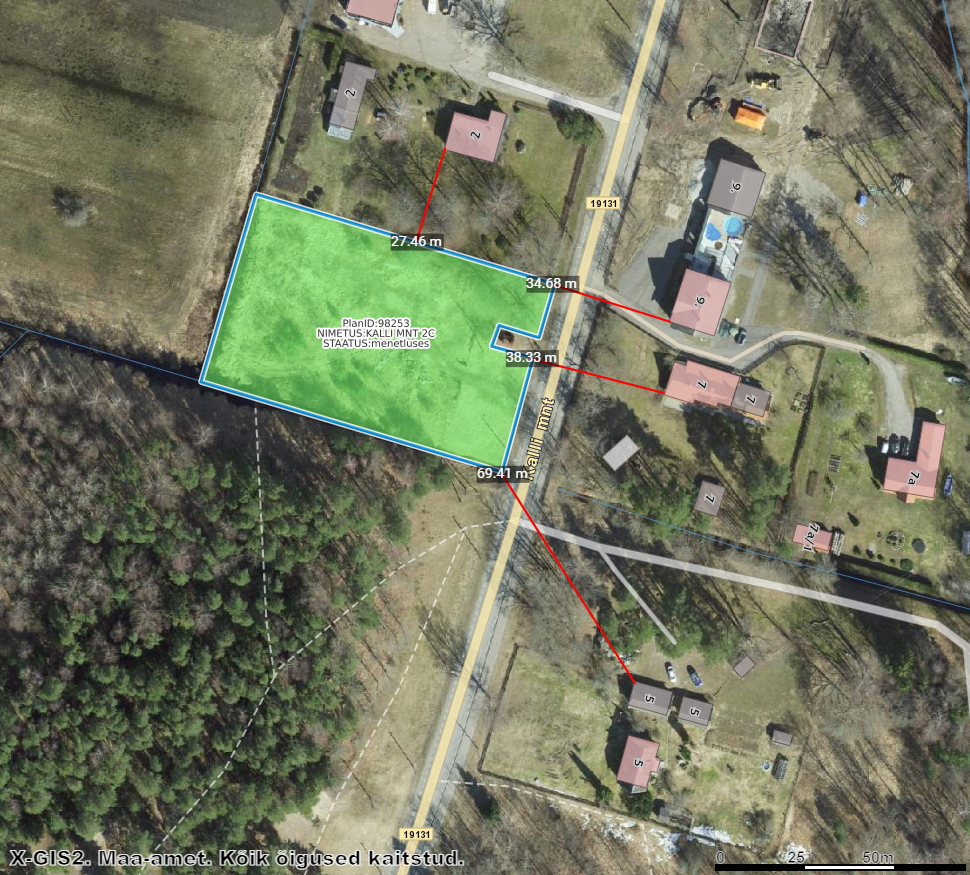 2
2
19131
9.
27.46 m
34.68 m
9.
PlanID:98253
NIMETUS:KALLI MNT 2C
STAATUS:menetluses
38.33 m
7
7
Kalli mnt
69.41 m
7a
7
7a/1
5
5
5
19131
X-GIS2. Maa-amet. Kõik õigused kaitstud.
0 25 50m